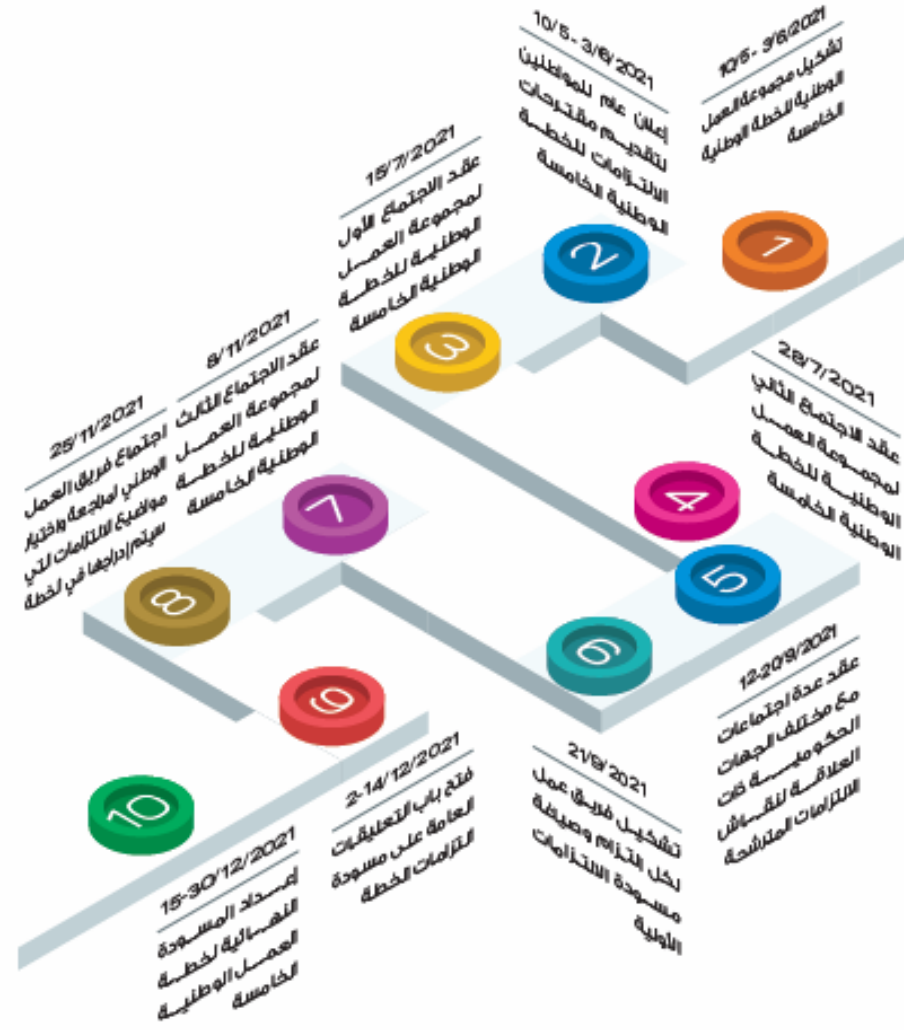 10/5 - 3/6/2021
تشكيل مجموعة العمل
الوطنية للخطة الوطنية
الخامسة
1
10/5 - 3/6/2021
إعلان عام للمواطنين
لتقديم مقترحات
الالتزامات للخطة
الوطنية الخامسة
2
15/7/2021
عقد الاجتماع الأول
لمجموعة العمل
الوطنية للخطة
الوطنية الخامسة
3
28/7/2021
عقد الاجتماع الثاني
لمجموعة العمل
الوطنية للخطة
الوطنية الخامسة
4
5
12-20/9/2021
عقد عدة اجتماعات
مع مختلف الجهات
الحكومية ذات
العلاقة لنقاش
الالتزامات المترشحة
6
21/9/2021
تشكيل فريق عمل
لكل التزام وصيغة
مسودة الالتزامات
الأولية
8/11/2021
عقد الاجتماع الثالث
لمجموعة العمل
الوطنية للخطة
الوطنية الخامسة
7
25/11/2021
اجتماع فريق العمل
الوطني لمراجعة واختيار
مواضيع الالتزامات التي
سيتم إدراجها في لخطة
8
9
2-14/12/2021
فتح باب التعليقات
العامة على مسودة
التزامات الخطة
10
15-30/12/2021
إعداد المسودة
النهائية لخطة
العمل الوطنية
الخامسة